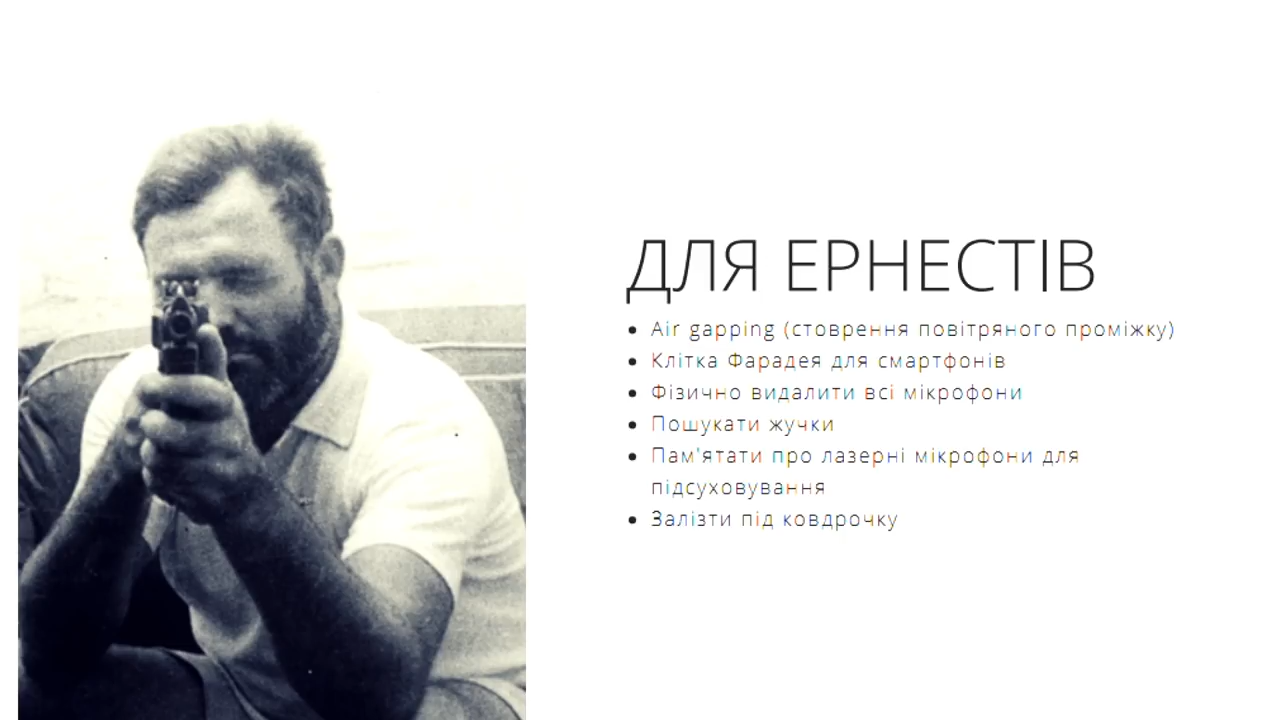 ДЛЯ ЕРНЕСТІВ
Air gapping (стоврення повітряного проміжку)
Клітка Фарадея для смартфонів
Фізично видалити всі мікрофони
Пошукати жучки
Пам'ятати про лазерні мікрофони для
підсуховування
Залізти під ковдрочку